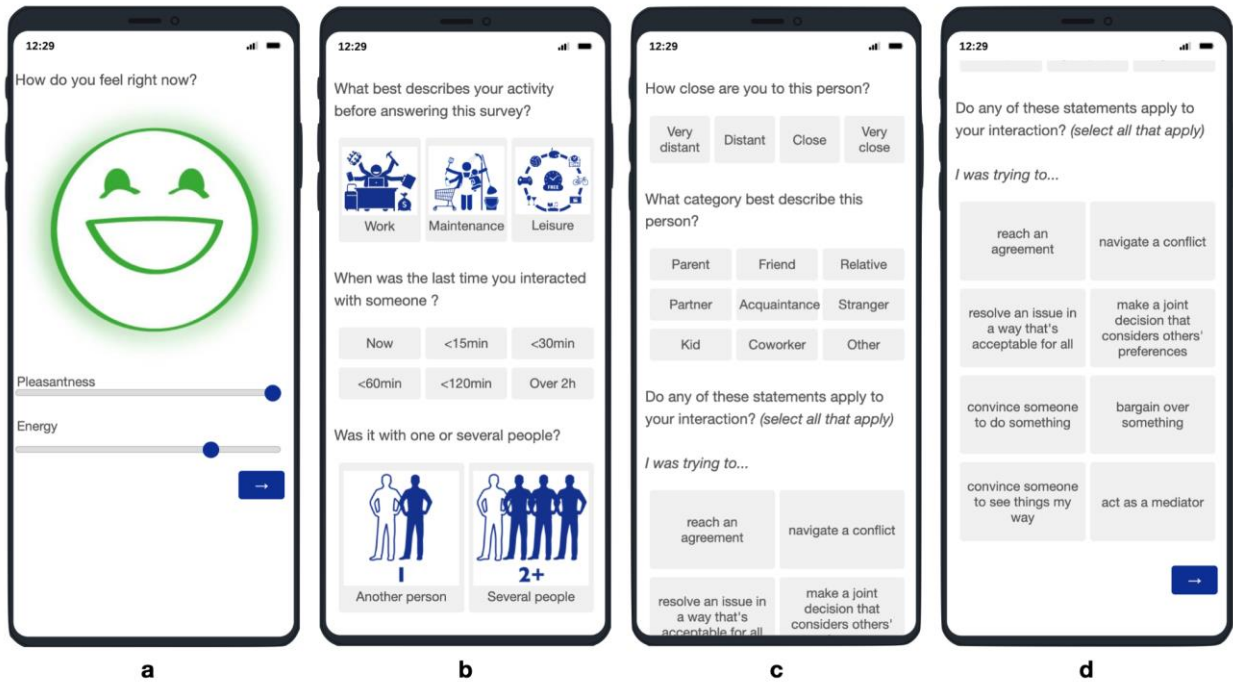 12:29
How do you feel right now?
Pleasantness
Energy
→
a
12:29
What best describes your activity
before answering this survey?
Work
Maintenance
FREE
Leisure
When was the last time you interacted
with someone ?
Now
<15min
<30min
<60min
<120min
Over 2h
Was it with one or several people?
1
Another person
2+
Several people
b
12:29
How close are you to this person?
Very
distant
Distant
Close
Very
close
What category best describe this
person?
Parent
Friend
Relative
Partner
Acquaintance
Stranger
Kid
Coworker
Other
Do any of these statements apply to
your interaction? (select all that apply)
I was trying to...
reach an
agreement
navigate a conflict
resolve an issue in
a way that's
acceptable for all
make a joint
decision that
considers others'
c
12:29
Do any of these statements apply to
your interaction? (select all that apply)
I was trying to...
reach an
agreement
navigate a conflict
resolve an issue in
a way that's
acceptable for all
make a joint
decision that
considers others'
preferences
convince someone
to do something
bargain over
something
convince someone
to see things my
way
act as a mediator
→
d